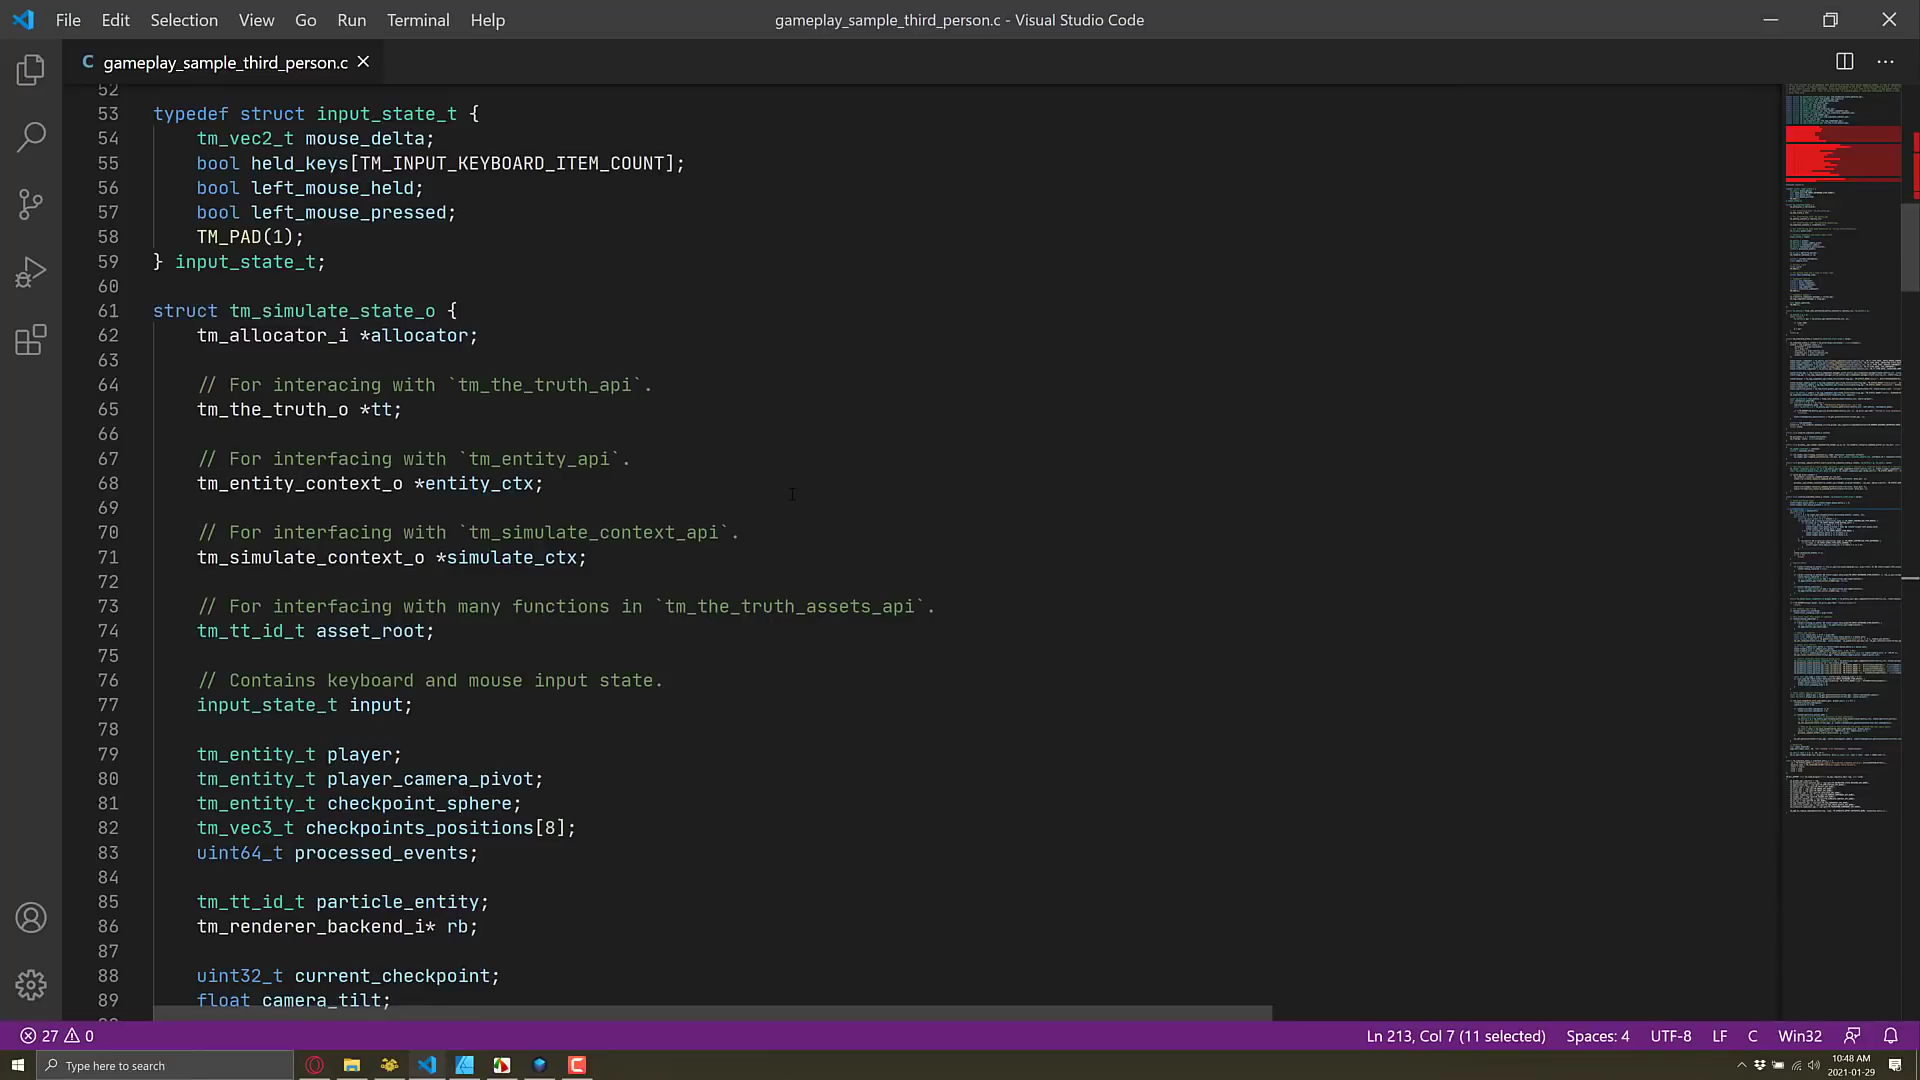 File Edit Selection View Go Run Terminal Help
gameplay_sample_third_person.c - Visual Studio Code
C gameplay_sample_third_person.c
52
53 typedef struct input_state_t {
54 tm_vec2_t mouse_delta;
55 bool held_keys[TM_INPUT_KEYBOARD_ITEM_COUNT];
56 bool left_mouse_held;
57 bool left_mouse_pressed;
58 TM_PAD(1);
59 } input_state_t;
60
61 struct tm_simulate_state_o {
62 tm_allocator_i *allocator;
63
64 // For interacing with `tm_the_truth_api`.
65 tm_the_truth_o *tt;
66
67 // For interfacing with `tm_entity_api`.
68 tm_entity_context_o *entity_ctx;
69
70 // For interfacing with `tm_simulate_context_api`.
71 tm_simulate_context_o *simulate_ctx;
72
73 // For interfacing with many functions in `tm_the_truth_assets_api`.
74 tm_tt_id_t asset_root;
75
76 // Contains keyboard and mouse input state.
77 input_state_t input;
78
79 tm_entity_t player;
80 tm_entity_t player_camera_pivot;
81 tm_entity_t checkpoint_sphere;
82 tm_vec3_t checkpoints_positions[8];
83 uint64_t processed_events;
84
85 tm_tt_id_t particle_entity;
86 tm_renderer_backend_i* rb;
87
88 uint32_t current_checkpoint;
89 float camera_tilt;
27 0
Ln 213, Col 7 (11 selected) Spaces: 4 UTF-8 LF C Win32
Type here to search
10:48 AM
2021-01-29